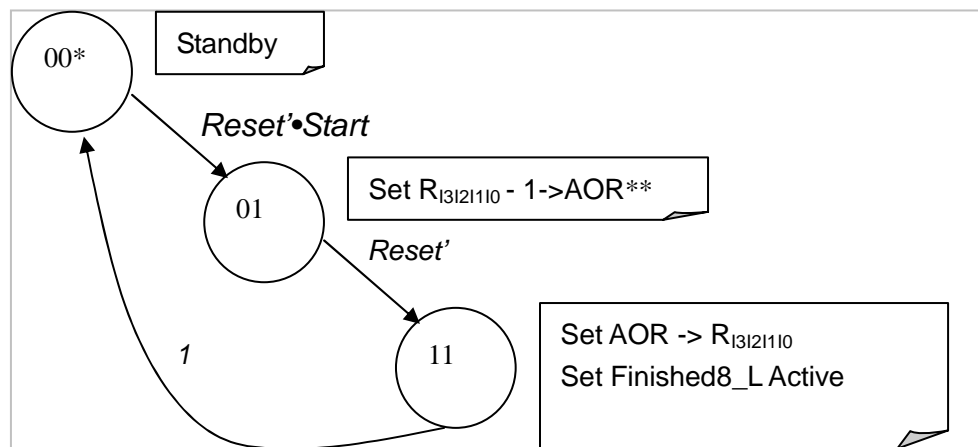 00*
Standby
Reset’•Start
01
Set RI3I2I1I0 - 1->AOR**
Reset’
11
Set AOR -> RI3I2I1I0
Set Finished8_L Active
1